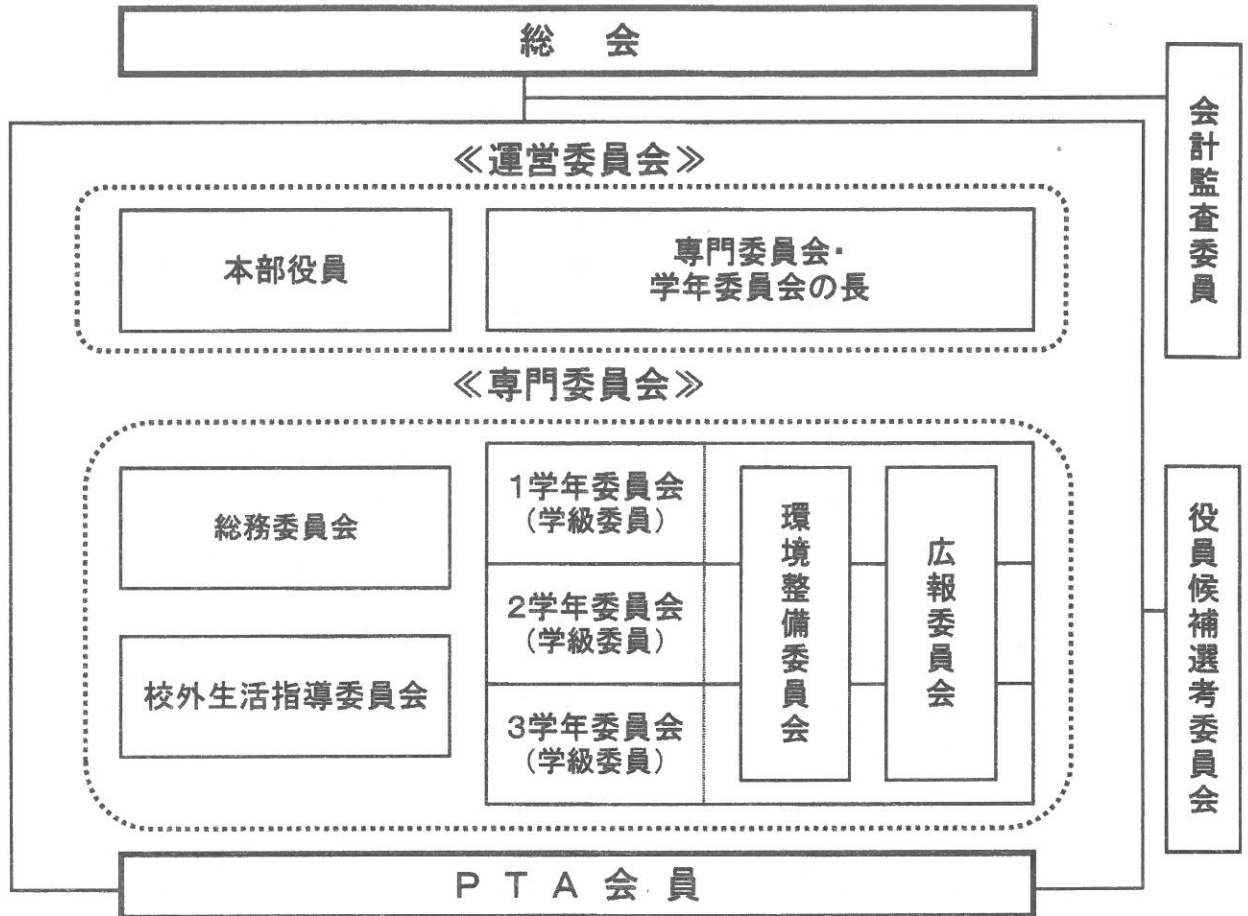 総 会
会計監査委員
≪運営委員会≫
本部役員
専門委員会・
学年委員会の長
≪専門委員会≫
総務委員会
校外生活指導委員会
1学年委員会
(学級委員)
2学年委員会
(学級委員)
3学年委員会
(学級委員)
環境整備委員会
広報委員会
役員候補選考委員会
PTA会員